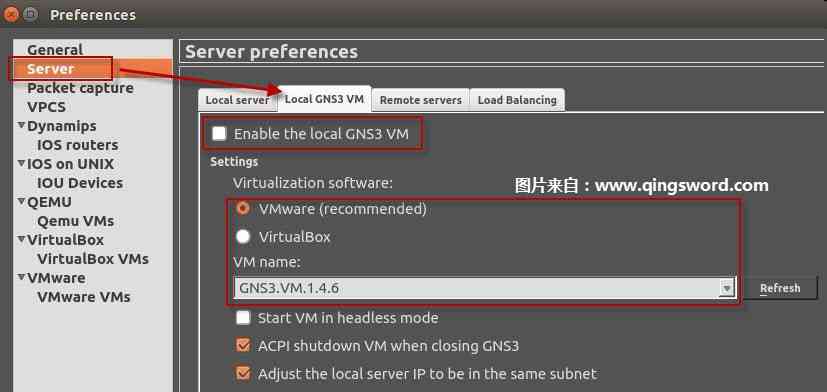 Preferences
General
Server
Packet capture
VPCS
Dynamips
IOS routers
IOS on UNIX
IOU Devices
QEMU
Qemu VMs
VirtualBox
VirtualBox VMs
VMware
VMware VMs
Server preferences
Local server Local GNS3 VM Remote servers Load Balancing
Enable the local GNS3 VM
Settings
Virtualization software:
图片来自：www.qingsword.com
VMware (recommended)
VirtualBox
VM name:
GNS3.VM.1.4.6 Refresh
Start VM in headless mode
ACPI shutdown VM when closing GNS3
Adjust the local server IP to be in the same subnet